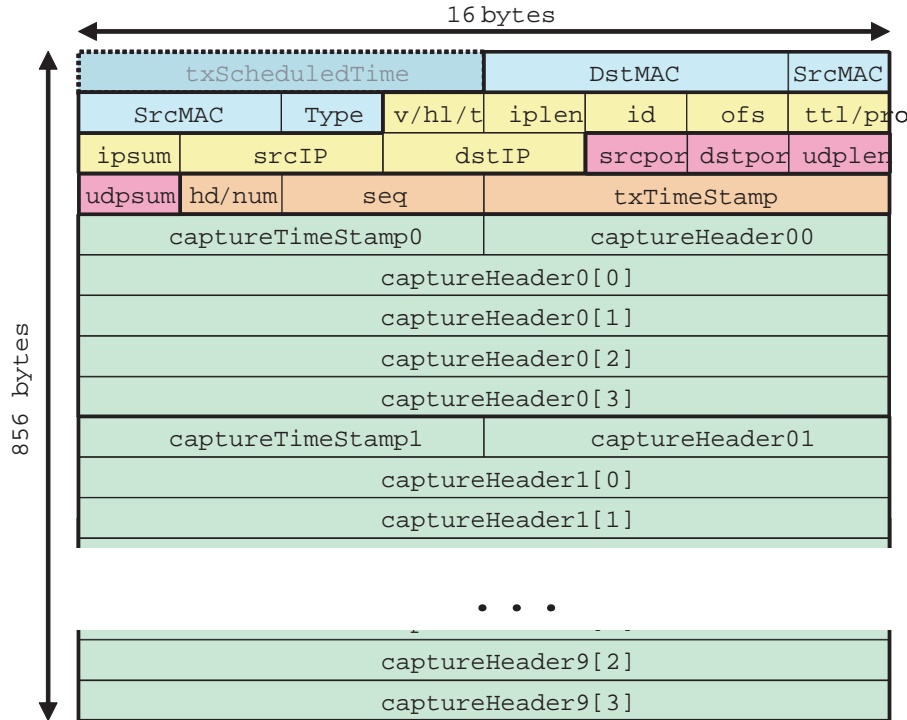 16 bytes
856 bytes
txScheduledTime DstMAC SrcMAC
SrcMAC Type v/hl/t iplen id ofs ttl/pro
ipsum srcIP dstIP srcpor dstpor udplen
udpsum hd/num seq txTimeStamp
captureTimeStamp0 captureHeader00
captureHeader0[0]
captureHeader0[1]
captureHeader0[2]
captureHeader0[3]
captureTimeStamp1 captureHeader01
captureHeader1[0]
captureHeader1[1]
. . .
captureHeader9[2]
captureHeader9[3]